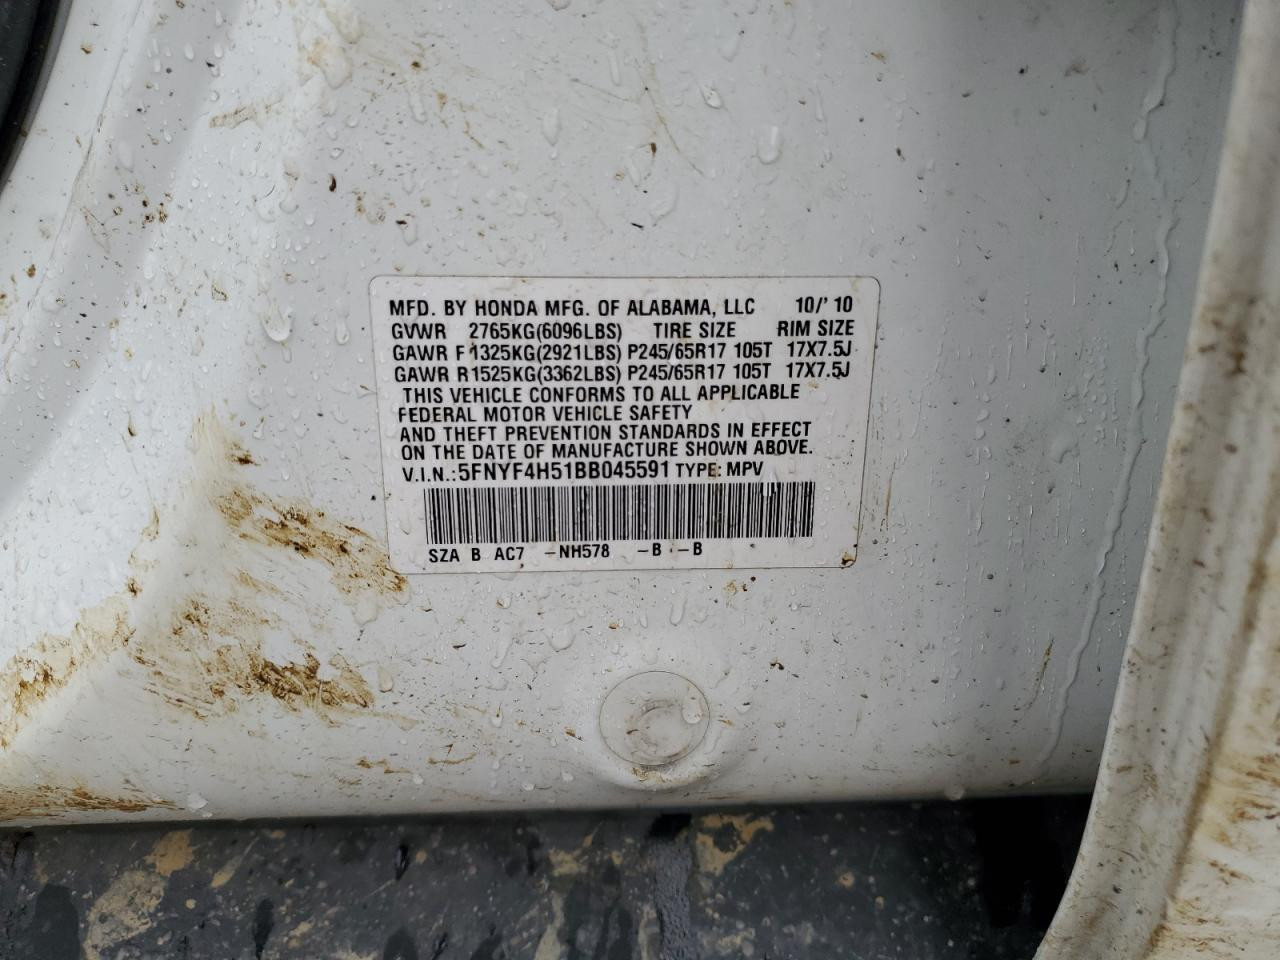 MFD. BY HONDA MFG. OF ALABAMA, LLC 10/'10
GVWR 2765KG(6096LBS) TIRE SIZE RIM SIZE
GAWR F 1325KG(2921LBS) P245/65R17 105T 17X7.5J
GAWR R1525KG(3362LBS) P245/65R17 105T 17X7.5J
THIS VEHICLE CONFORMS TO ALL APPLICABLE
FEDERAL MOTOR VEHICLE SAFETY
AND THEFT PREVENTION STANDARDS IN EFFECT
ON THE DATE OF MANUFACTURE SHOWN ABOVE.
V.I.N.:5FNYF4H51BB045591 TYPE: MPV
SZA B AC7 -NH578 -B -B